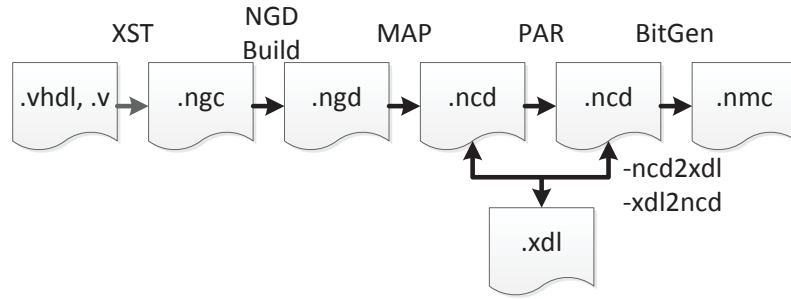 XST
NGD
Build
MAP
PAR
BitGen
.vhdl, .v
.ngc
.ngd
.ncd
.ncd
.nmc
-ncd2xdl
-xdl2ncd
.xdl